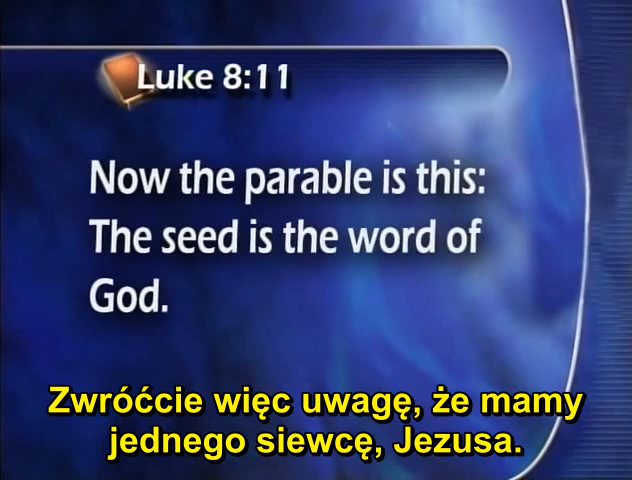 Luke 8:11
Now the parable is this:
The seed is the word of
God.
Zwróćcie więc uwagę, że mamy
jednego siewcę, Jezusa.